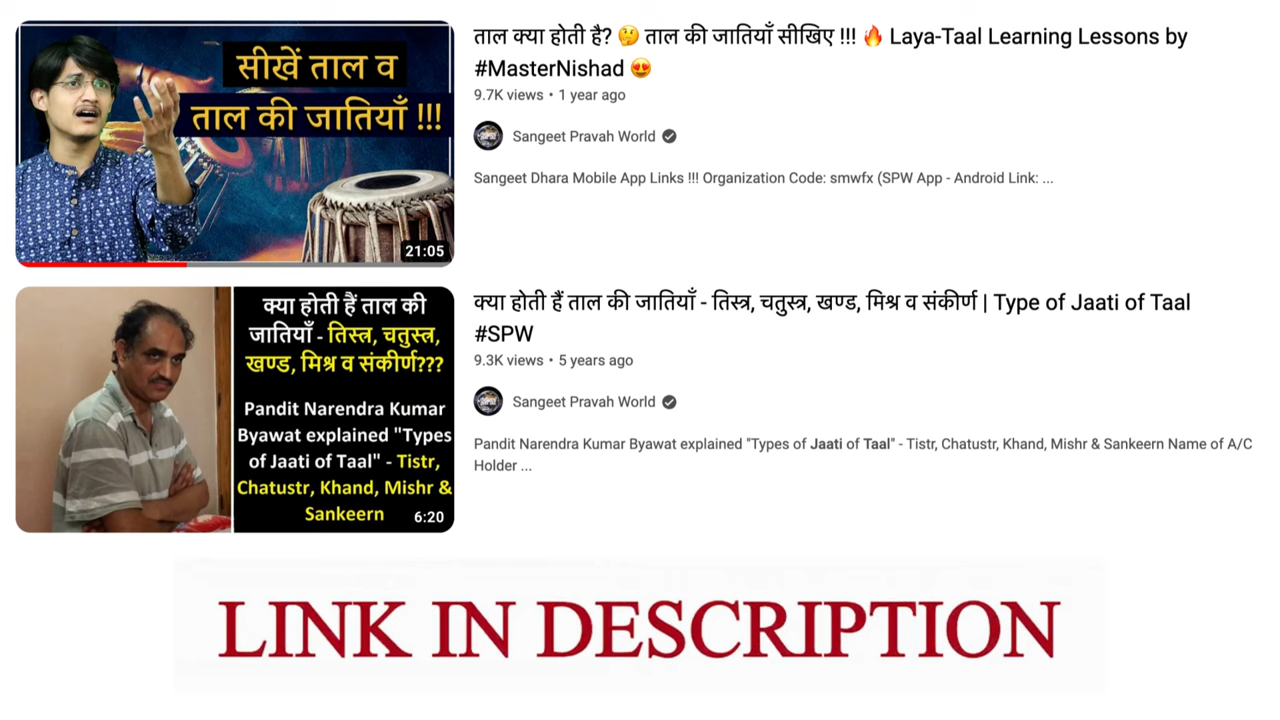 सीखें ताल व
ताल की जातियाँ !!!
21:05
ताल क्या होती है? 🤔 ताल की जातियाँ सीखिए !!! 🔥 Laya-Taal Learning Lessons by
#MasterNishad 😍
9.7K views • 1 year ago
Sangeet Pravah World
Sangeet Dhara Mobile App Links !!! Organization Code: smwfx (SPW App - Android Link: ...
क्या होती हैं ताल की
जातियाँ - तिस्त्र, चतुस्त्र,
खण्ड, मिश्र व संकीर्ण???
Pandit Narendra Kumar
Byawat explained "Types
of Jaati of Taal" - Tistr,
Chatustr, Khand, Mishr &
Sankeern
6:20
क्या होती हैं ताल की जातियाँ - तिस्त्र, चतुस्त्र, खण्ड, मिश्र व संकीर्ण | Type of Jaati of Taal
#SPW
9.3K views • 5 years ago
Sangeet Pravah World
Pandit Narendra Kumar Byawat explained "Types of Jaati of Taal" - Tistr, Chatustr, Khand, Mishr & Sankeern Name of A/C
Holder ...
LINK IN DESCRIPTION